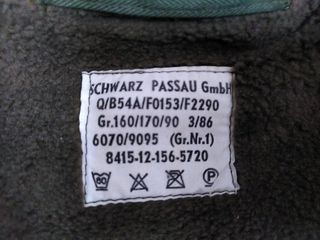 SCHWARZ PASSAU GmbH
Q/B54A/F0153/F2290
Gr.160/170/90 3/86
6070/9095 (Gr.Nr.1)
8415-12-156-5720
60 P